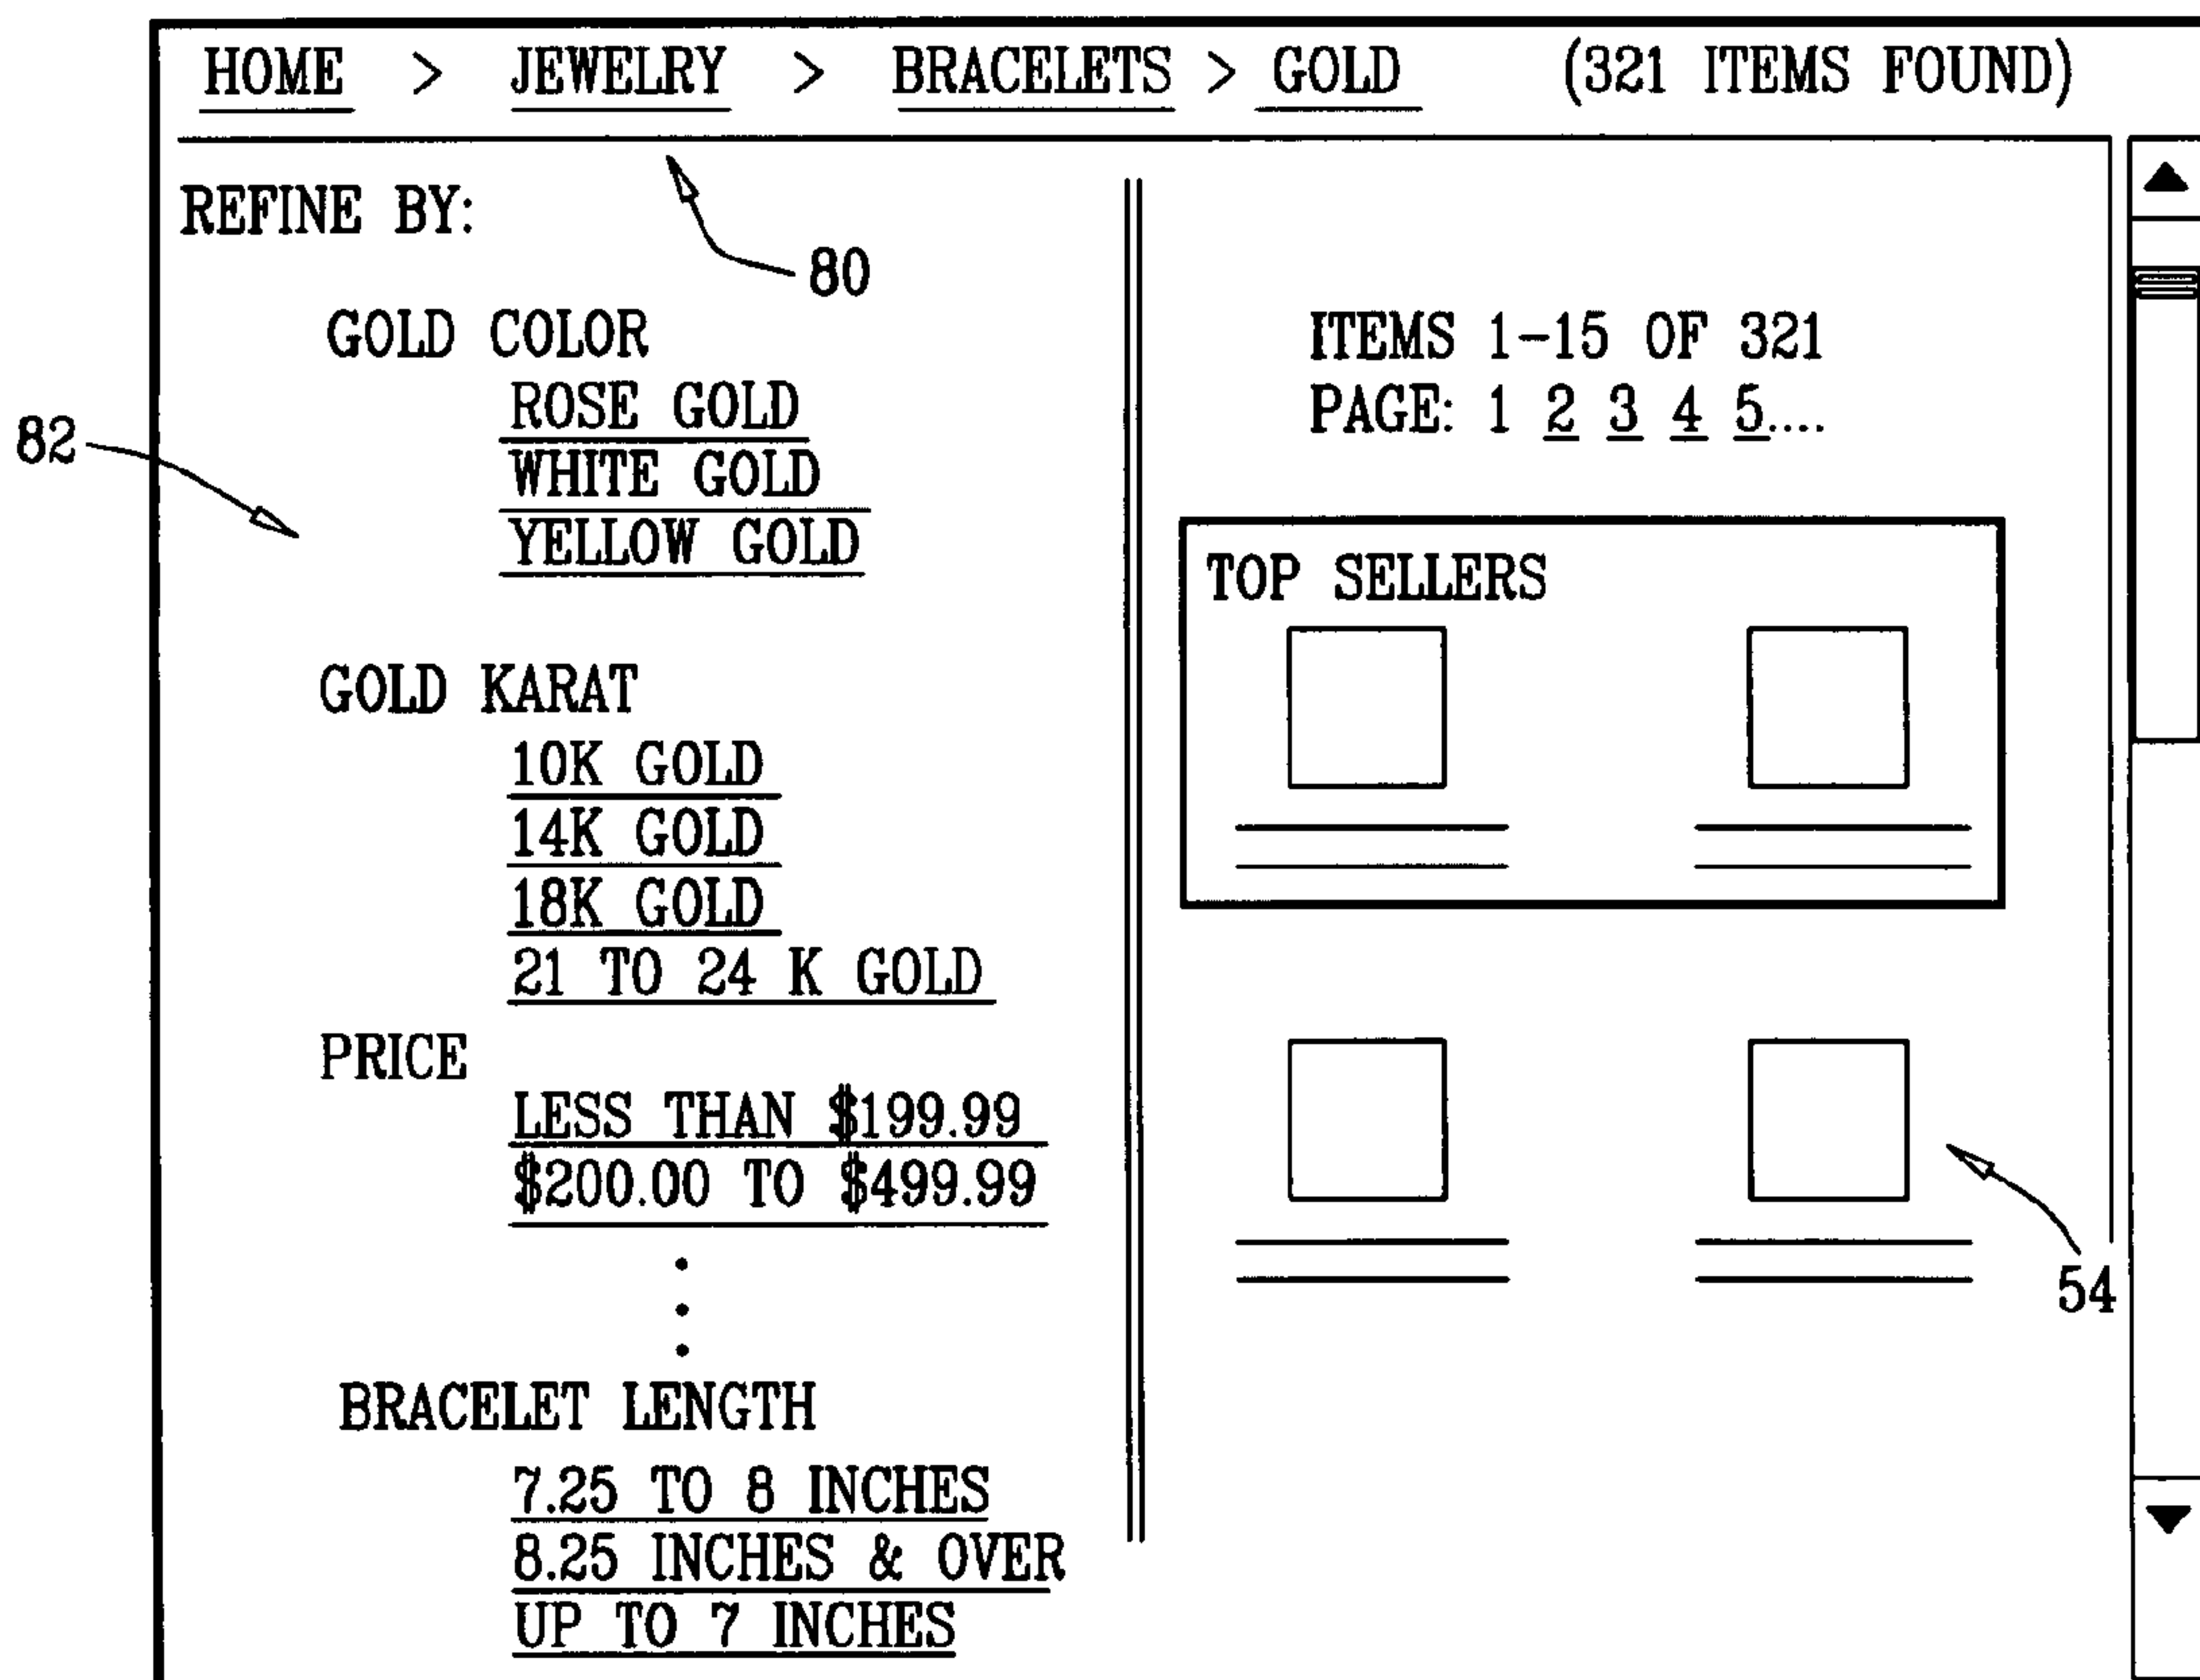 HOME > JEWELRY > BRACELETS > GOLD (321 ITEMS FOUND)
REFINE BY:
80
GOLD COLOR
ROSE GOLD
WHITE GOLD
YELLOW GOLD
82
GOLD KARAT
10K GOLD
14K GOLD
18K GOLD
21 TO 24 K GOLD
PRICE
LESS THAN $199.99
$200.00 TO $499.99
BRACELET LENGTH
7.25 TO 8 INCHES
8.25 INCHES & OVER
UP TO 7 INCHES
ITEMS 1-15 OF 321
PAGE: 1 2 3 4 5....
TOP SELLERS
54